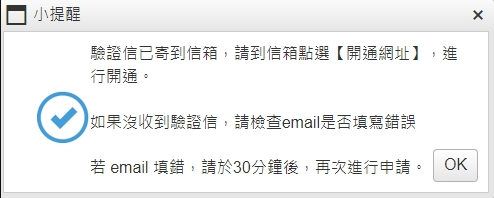 小提醒
驗證信已寄到信箱，請到信箱點選【開通網址】，進
行開通。
如果沒收到驗證信，請檢查email是否填寫錯誤
若 email 填錯，請於30分鐘後，再次進行申請。
OK